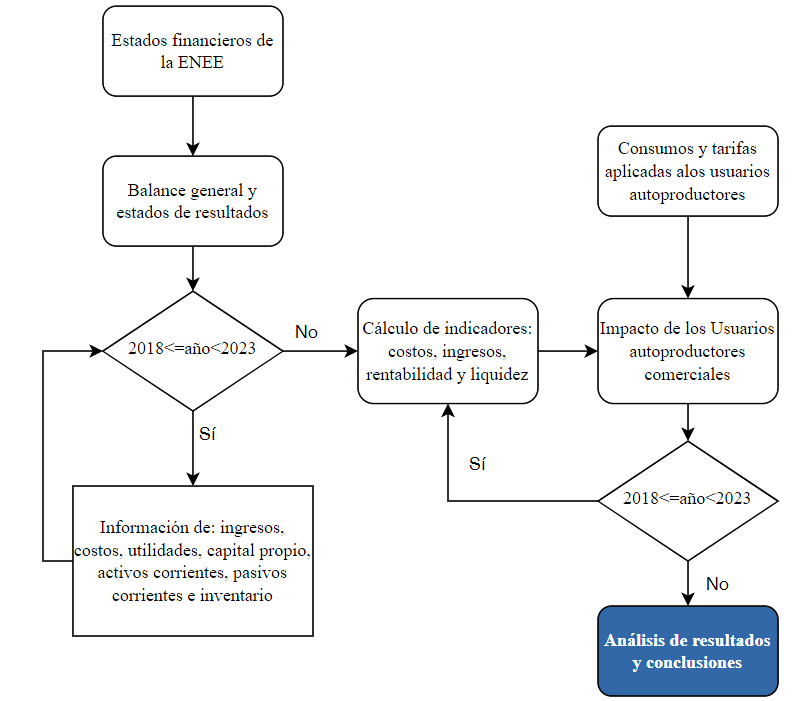 Estados financieros de
la ENEE
Balance general y
estados de resultados
2018<=año<2023
No
Sí
Información de: ingresos,
costos, utilidades, capital propio,
activos corrientes, pasivos
corrientes e inventario
Cálculo de indicadores:
costos, ingresos,
rentabilidad y liquidez
Consumos y tarifas
aplicadas alos usuarios
autoproductores
Impacto de los Usuarios
autoproductores
comerciales
2018<=año<2023
Sí
No
Análisis de resultados
y conclusiones